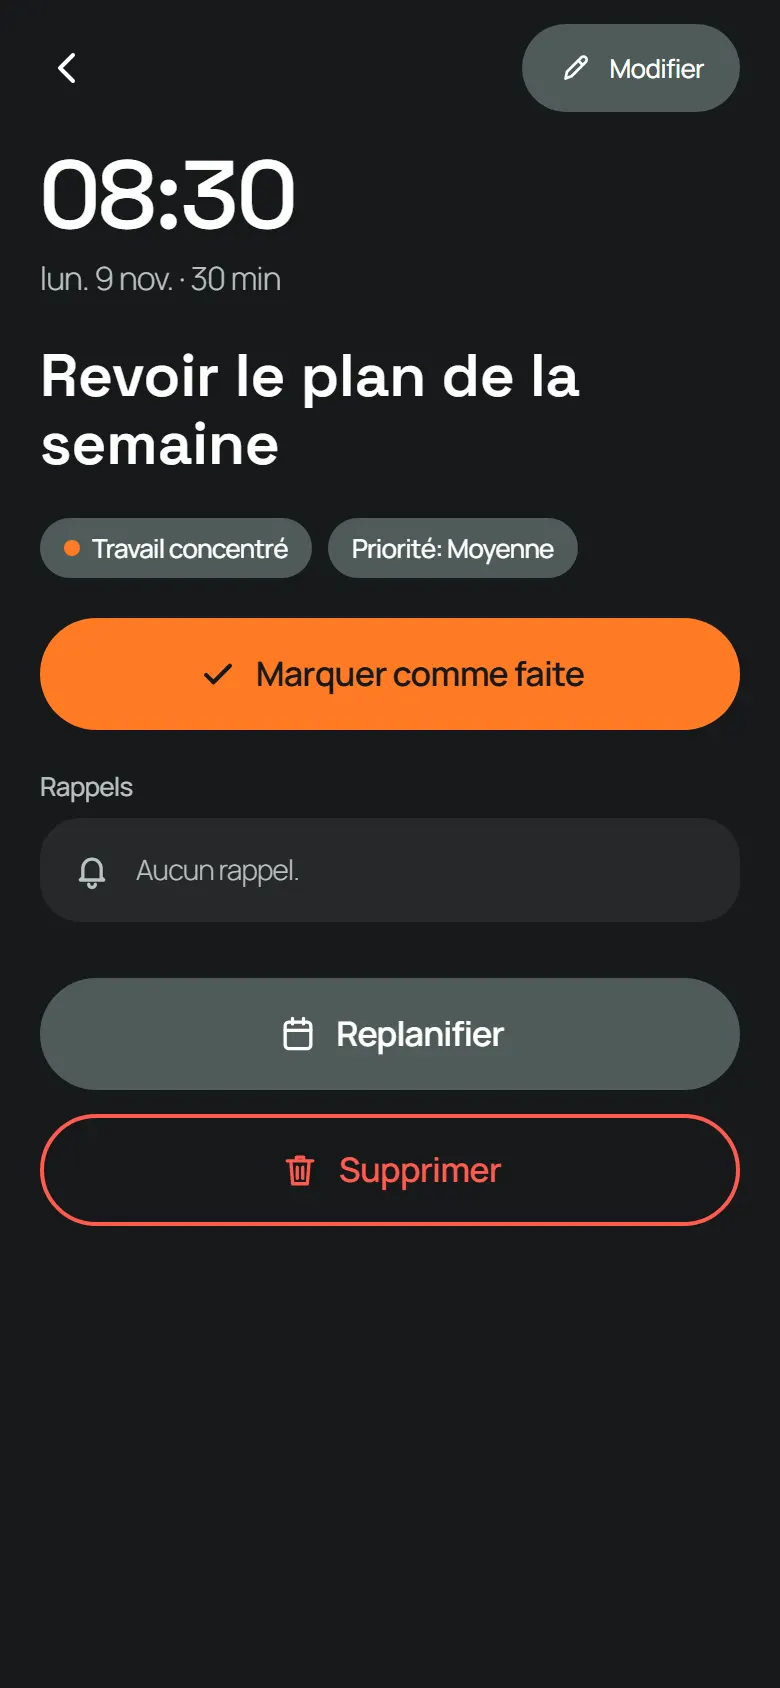 Modifier
08:30
lun. 9 nov. · 30 min
Revoir le plan de la
semaine
Travail concentré
Priorité: Moyenne
Marquer comme faite
Rappels
Aucun rappel.
Replanifier
Supprimer